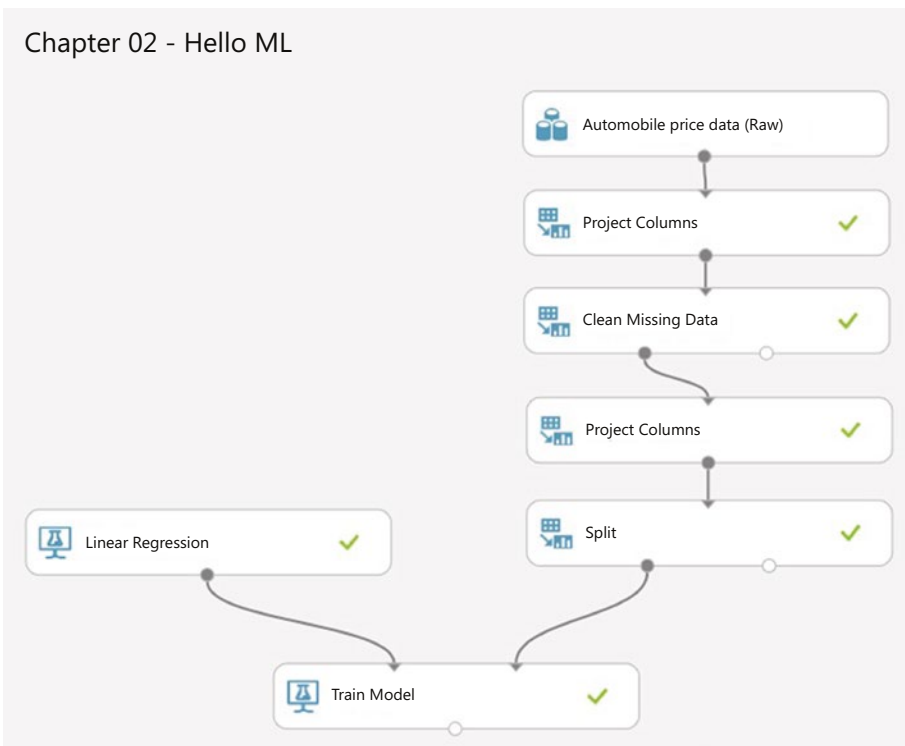 Chapter 02 - Hello ML
Automobile price data (Raw)
Project Columns
Clean Missing Data
Project Columns
Split
Linear Regression
Train Model